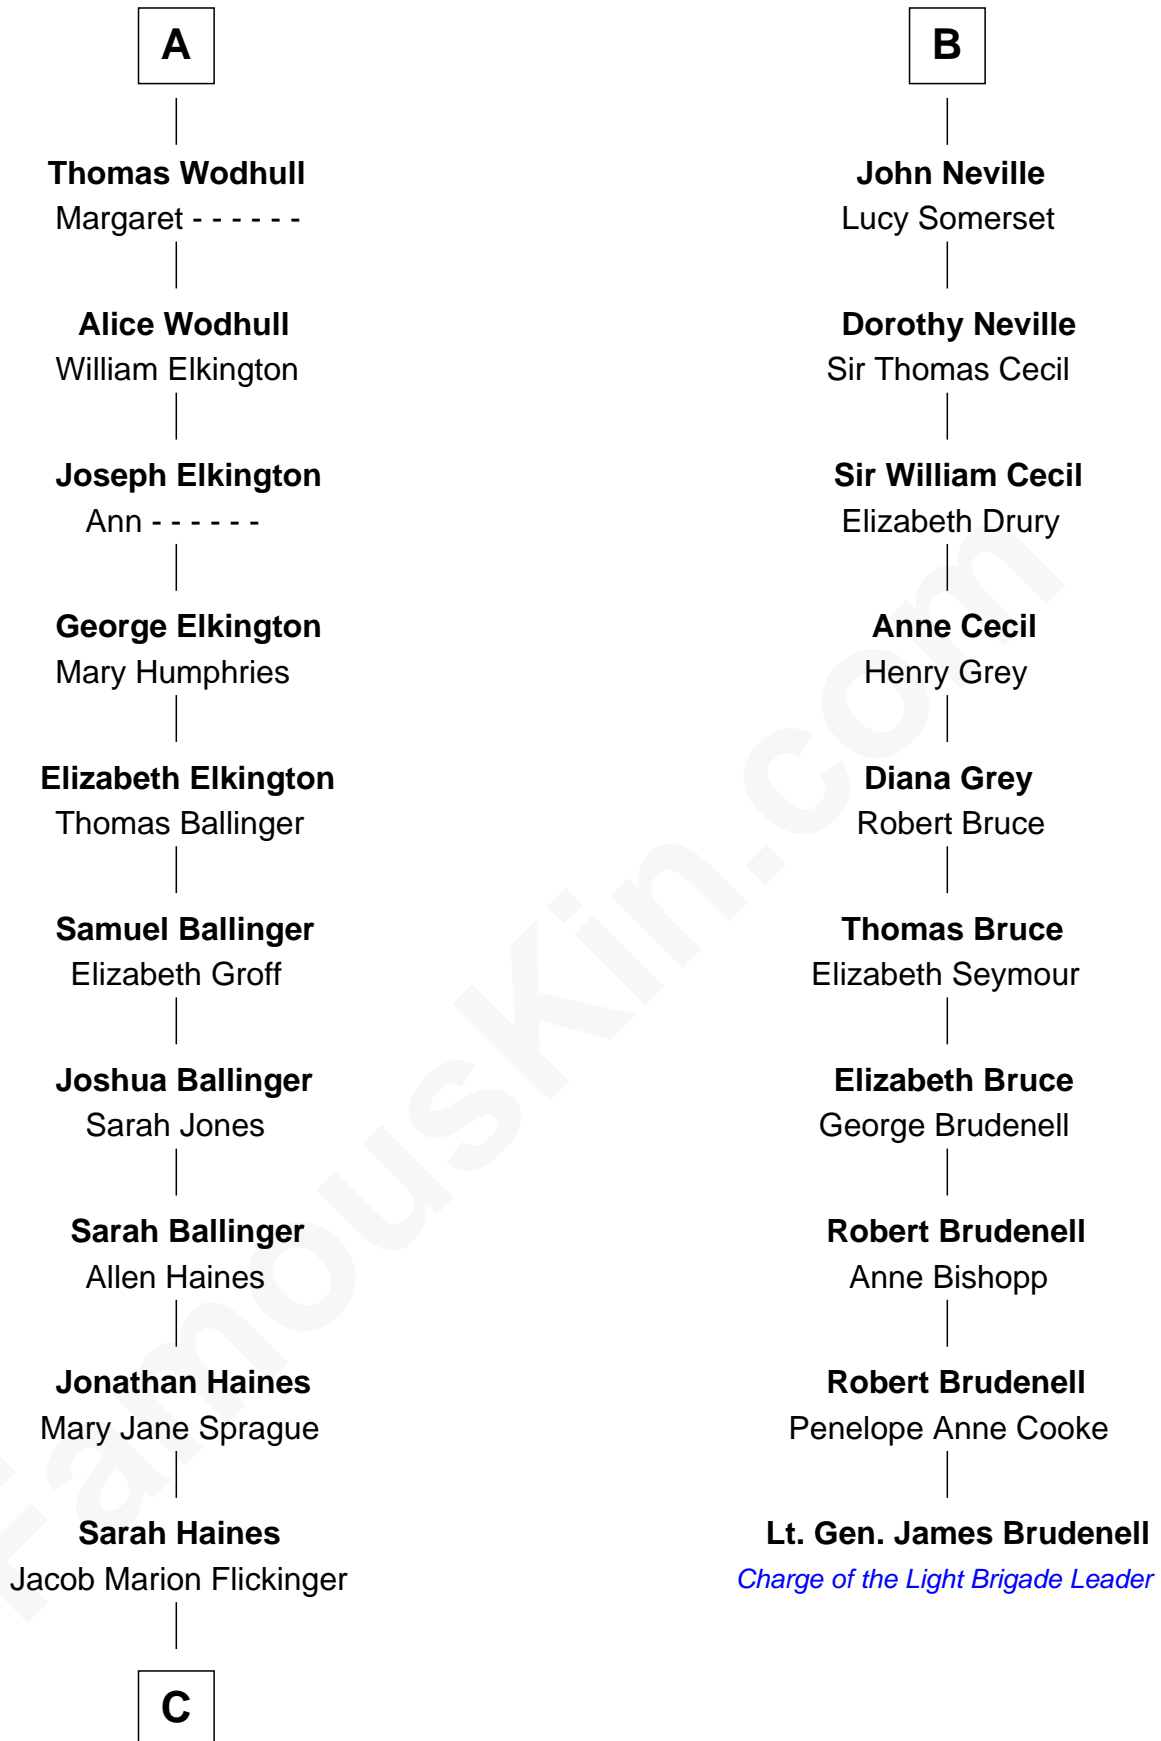 A
Thomas Wodhull
Margaret - - - - - -
Alice Wodhull
William Elkington
Joseph Elkington
Ann - - - - - -
George Elkington
Mary Humphries
Elizabeth Elkington
Thomas Ballinger
Samuel Ballinger
Elizabeth Groff
Joshua Ballinger
Sarah Jones
Sarah Ballinger
Allen Haines
Jonathan Haines
Mary Jane Sprague
Sarah Haines
Jacob Marion Flickinger
C
B
John Neville
Lucy Somerset
Dorothy Neville
Sir Thomas Cecil
Sir William Cecil
Elizabeth Drury
Anne Cecil
Henry Grey
Diana Grey
Robert Bruce
Thomas Bruce
Elizabeth Seymour
Elizabeth Bruce
George Brudenell
Robert Brudenell
Anne Bishopp
Robert Brudenell
Penelope Anne Cooke
Lt. Gen. James Brudenell
Charge of the Light Brigade Leader
FamousKin.com